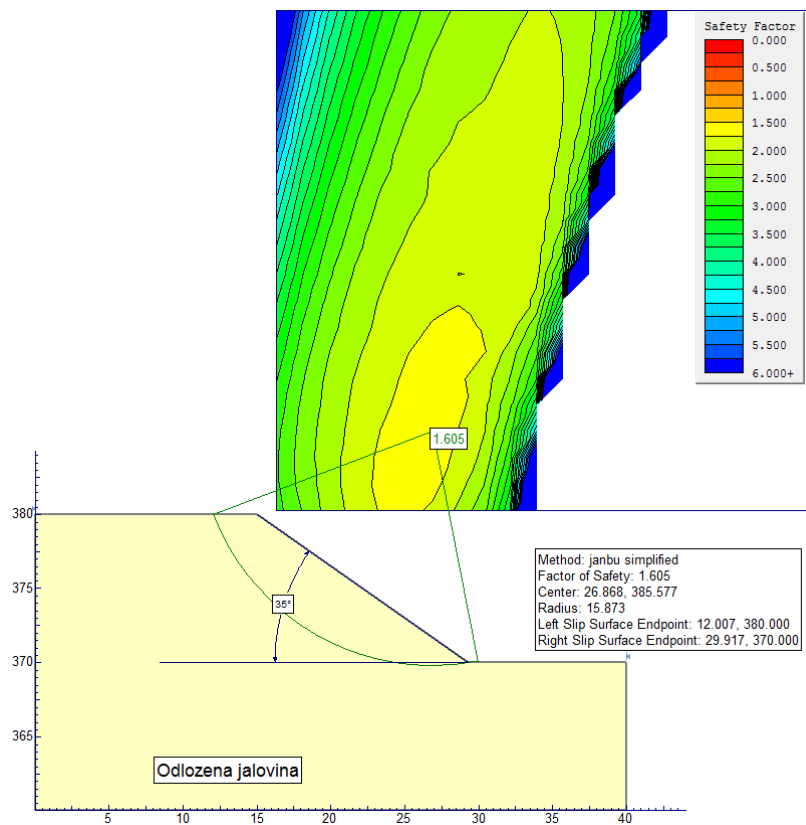 Safety Factor
0.000
0.500
1.000
1.500
2.000
2.500
3.000
3.500
4.000
4.500
5.000
5.500
6.000+
1.605
380
375
370
365
35°
Method: janbu simplified
Factor of Safety: 1.605
Center: 26.868, 385.577
Radius: 15.873
Left Slip Surface Endpoint: 12.007, 380.000
Right Slip Surface Endpoint: 29.917, 370.000
Odlozena jalovina
5 10 15 20 25 30 35 40